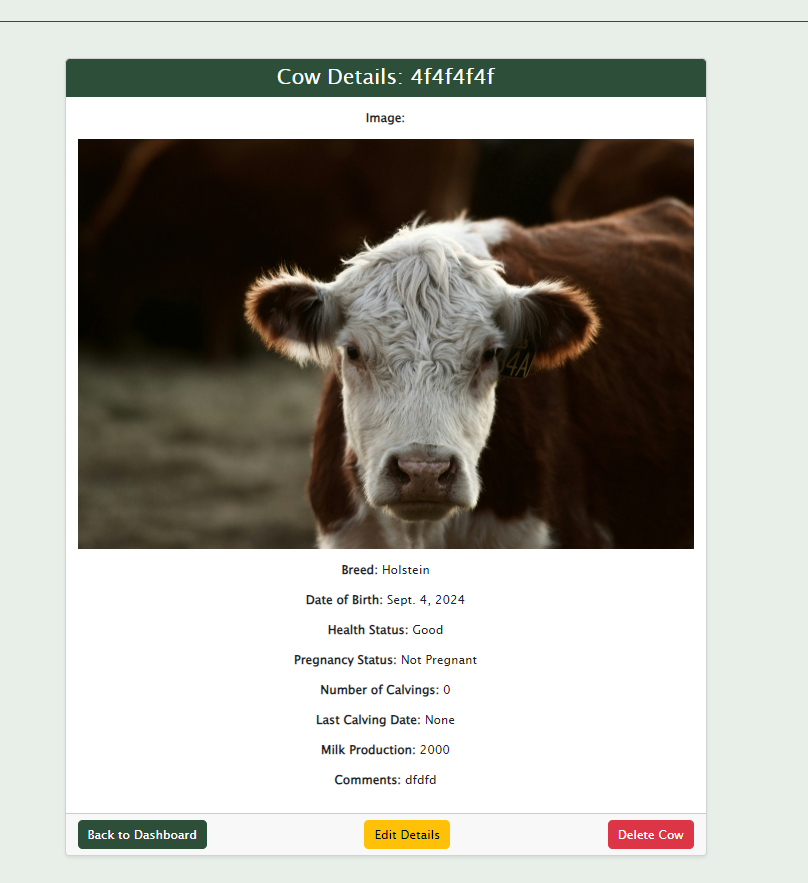 Cow Details: 4f4f4f4f
Image:
Breed: Holstein
Date of Birth: Sept. 4, 2024
Health Status: Good
Pregnancy Status: Not Pregnant
Number of Calvings: 0
Last Calving Date: None
Milk Production: 2000
Comments: dfdfd
Back to Dashboard
Edit Details
Delete Cow